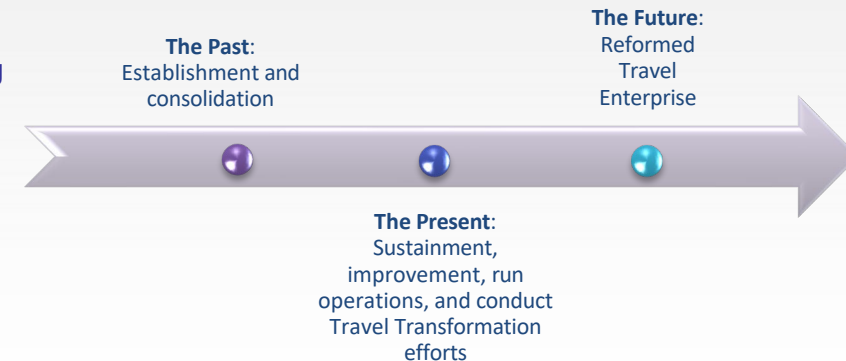 The Past:
Establishment and
consolidation
The Future:
Reformed
Travel
Enterprise
The Present:
Sustainment,
improvement, run
operations, and conduct
Travel Transformation
efforts